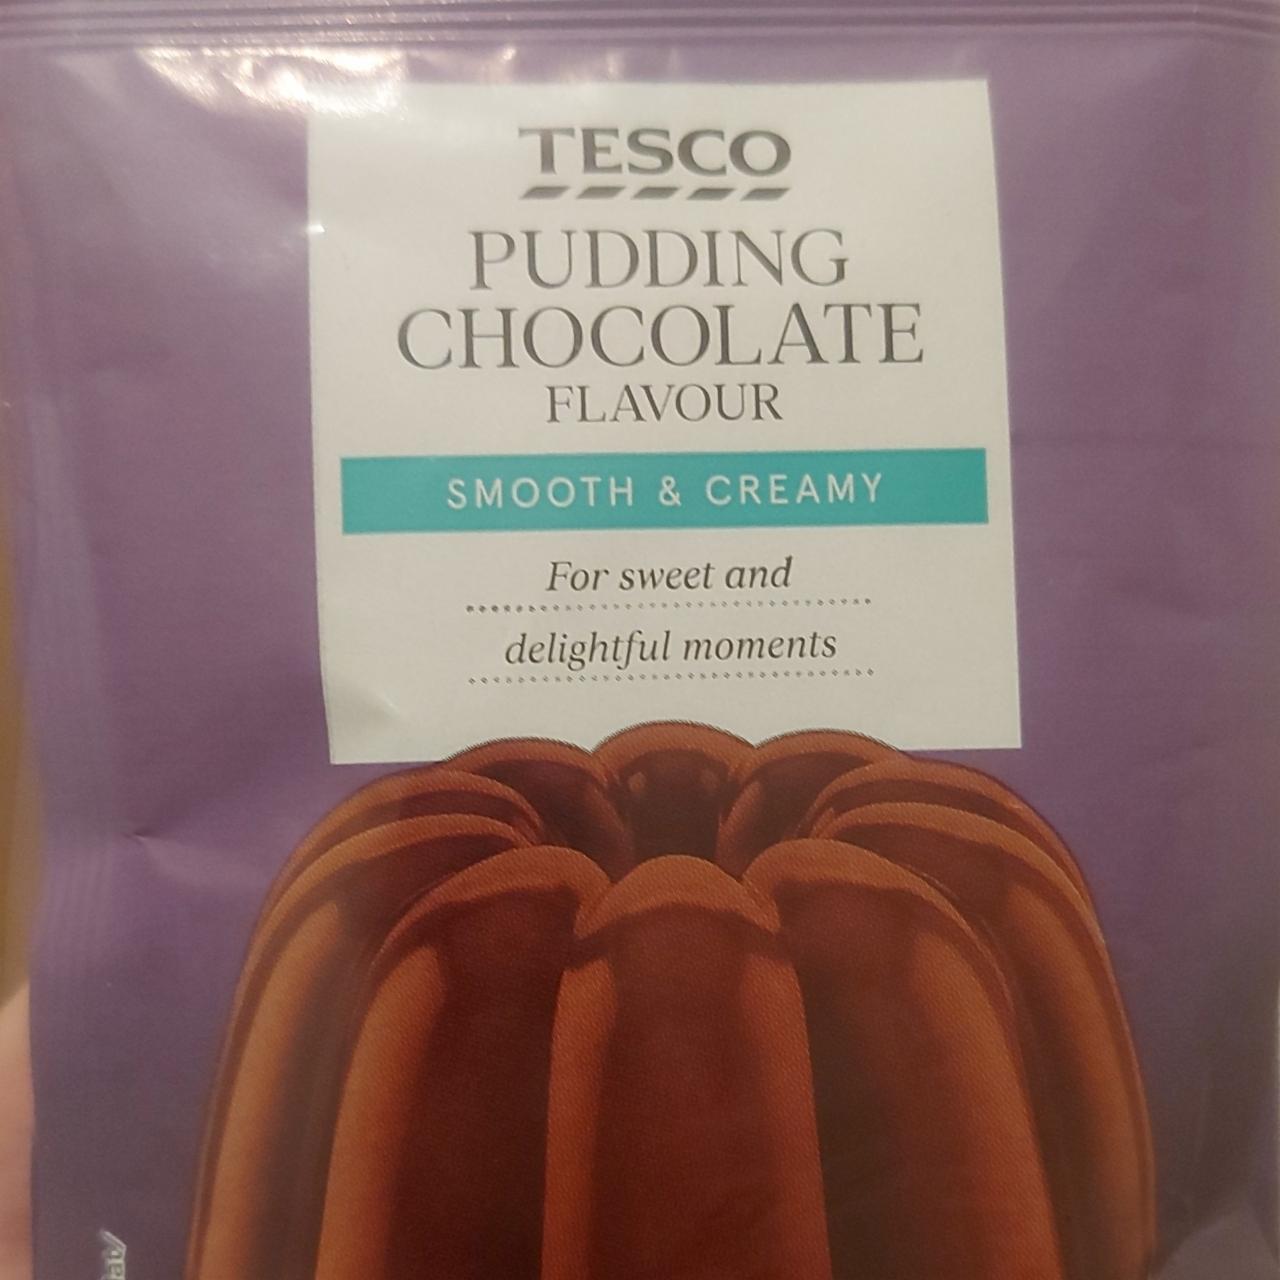 TESCO
PUDDING
CHOCOLATE
FLAVOUR
SMOOTH & CREAMY
For sweet and
delightful moments